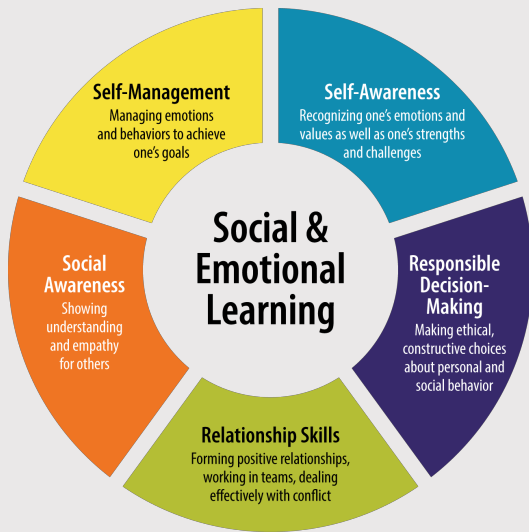 Self-Management
Managing emotions
and behaviors to achieve
one's goals
Self-Awareness
Recognizing one's emotions and
values as well as one's strengths
and challenges
Social &
Emotional
Learning
Social
Awareness
Showing
understanding
and empathy
for others
Responsible
Decision-
Making
Making ethical,
constructive choices
about personal and
social behavior
Relationship Skills
Forming positive relationships,
working in teams, dealing
effectively with conflict